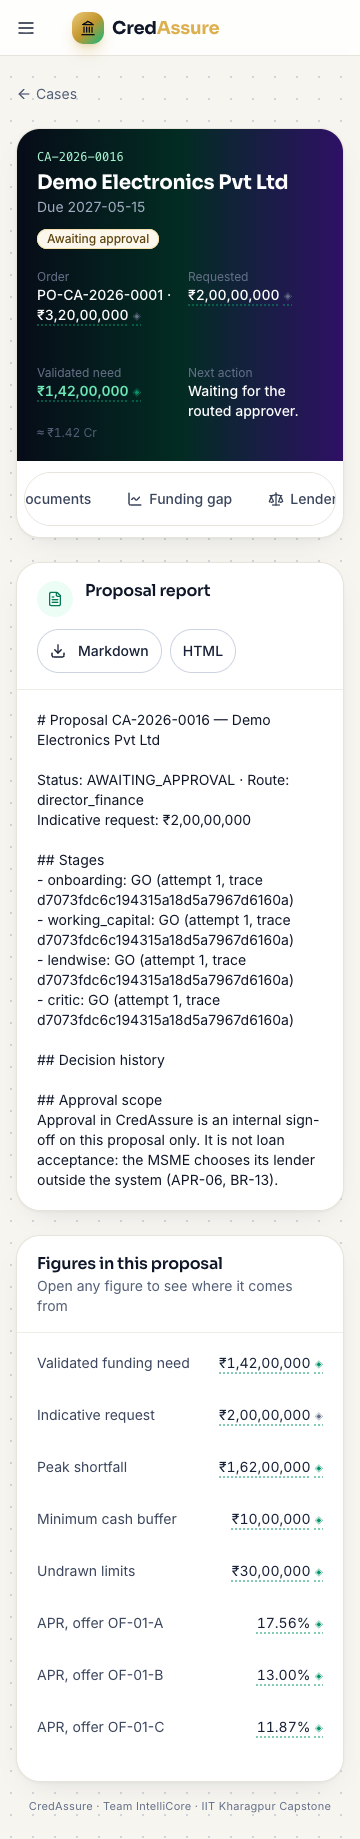 CredAssure
← Cases
CA-2026-0016
Demo Electronics Pvt Ltd
Due 2027-05-15
Awaiting approval
Order
PO-CA-2026-0001 ·
₹3,20,00,000
Requested
₹2,00,00,000
Validated need
₹1,42,00,000
≈ ₹1.42 Cr
Next action
Waiting for the
routed approver.
ocuments
Funding gap
Lender
Proposal report
Markdown
HTML
# Proposal CA-2026-0016 — Demo
Electronics Pvt Ltd
Status: AWAITING_APPROVAL · Route:
director_finance
Indicative request: ₹2,00,00,000
## Stages
- onboarding: GO (attempt 1, trace
d7073fdc6c194315a18d5a7967d6160a)
- working_capital: GO (attempt 1, trace
d7073fdc6c194315a18d5a7967d6160a)
- lendwise: GO (attempt 1, trace
d7073fdc6c194315a18d5a7967d6160a)
- critic: GO (attempt 1, trace
d7073fdc6c194315a18d5a7967d6160a)
## Decision history
## Approval scope
Approval in CredAssure is an internal sign-
off on this proposal only. It is not loan
acceptance: the MSME chooses its lender
outside the system (APR-06, BR-13).
Figures in this proposal
Open any figure to see where it comes
from
Validated funding need ₹1,42,00,000
Indicative request ₹2,00,00,000
Peak shortfall ₹1,62,00,000
Minimum cash buffer ₹10,00,000
Undrawn limits ₹30,00,000
APR, offer OF-01-A 17.56%
APR, offer OF-01-B 13.00%
APR, offer OF-01-C 11.87%
CredAssure · Team IntelliCore · IIT Kharagpur Capstone